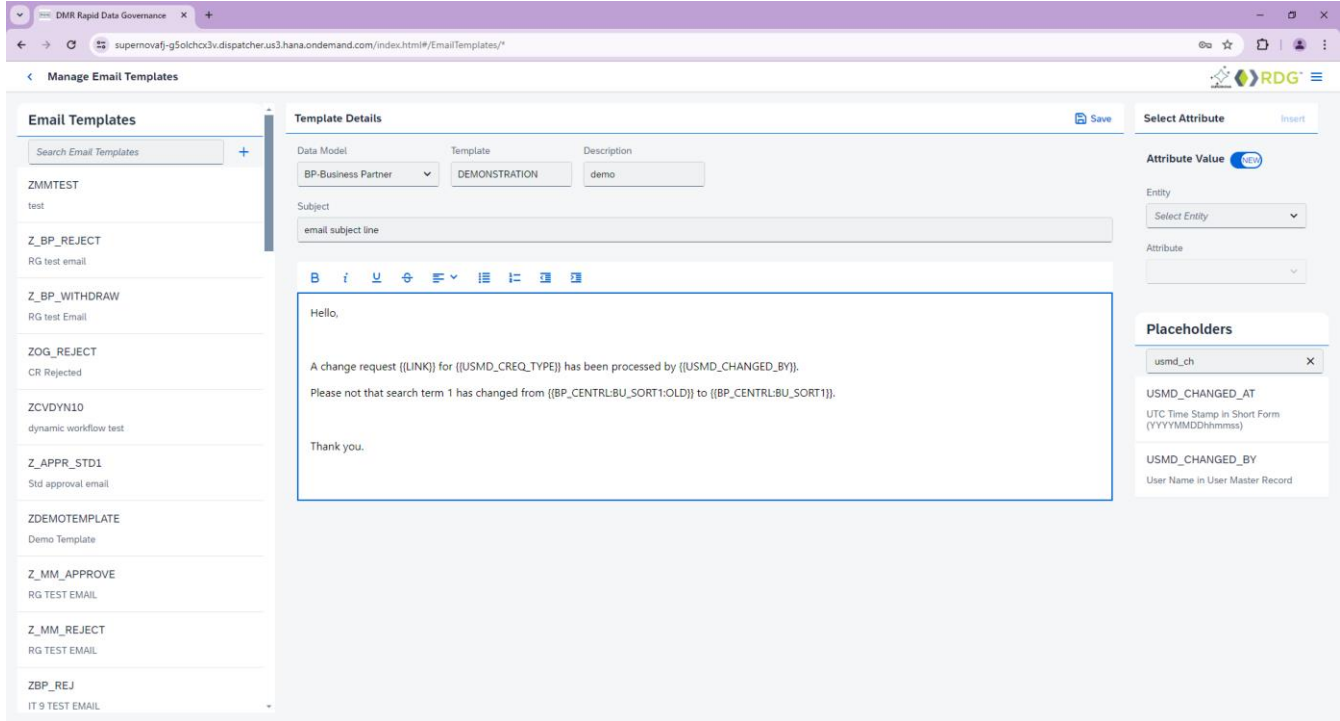 DMR Rapid Data Governance
supernovafj-g5olchcx3v.dispatcher.us3.hana.ondemand.com/index.html#/EmailTemplates/*
Manage Email Templates
RDG
Email Templates
Search Email Templates
ZMMTEST
test
Z_BP_REJECT
RG test email
Z_BP_WITHDRAW
RG test Email
ZOG_REJECT
CR Rejected
ZCVDYN10
dynamic workflow test
Z_APPR_STD1
Std approval email
ZDEMOTEMPLATE
Demo Template
Z_MM_APPROVE
RG TEST EMAIL
Z_MM_REJECT
RG TEST EMAIL
ZBP_REJ
IT 9 TEST EMAIL
Template Details
Save
Data Model Template Description
BP-Business Partner DEMONSTRATION demo
Subject
email subject line
B i U S
Hello,
A change request {{LINK}} for {{USMD_CREQ_TYPE}} has been processed by {{USMD_CHANGED_BY}}.
Please not that search term 1 has changed from {{BP_CENTRL:BU_SORT1:OLD}} to {{BP_CENTRL:BU_SORT1}}.
Thank you.
Select Attribute Insert
Attribute Value NEW
Entity
Select Entity
Attribute
Placeholders
usmd_ch
USMD_CHANGED_AT
UTC Time Stamp in Short Form
(YYYYMMDDhhmmss)
USMD_CHANGED_BY
User Name in User Master Record